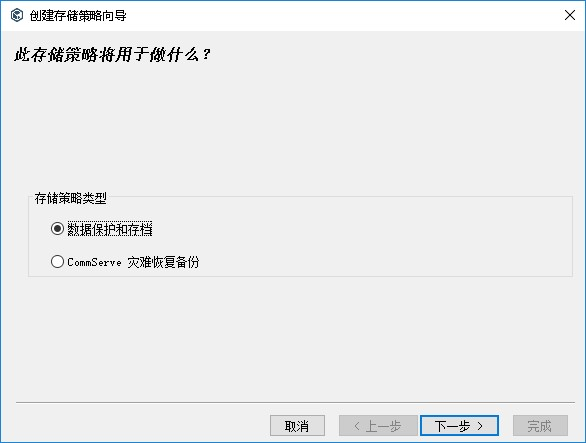 创建存储策略向导
此存储策略将用于做什么？
存储策略类型
数据保护和存档
CommServe 灾难恢复备份
取消
< 上一步
下一步 >
完成